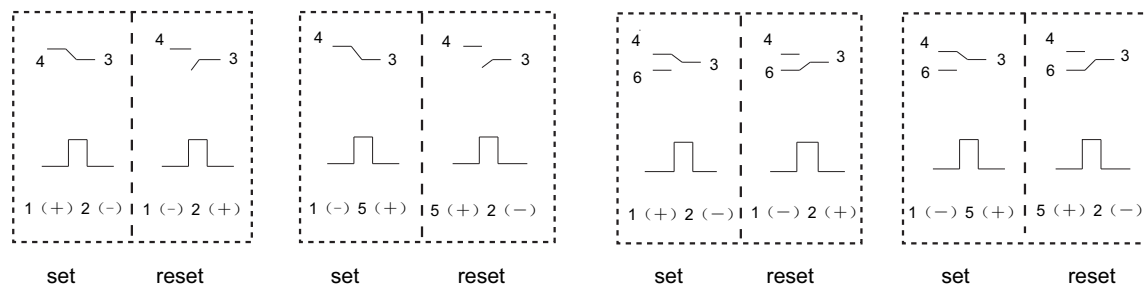 4 3
4
4 3
4 3
4 3
4 3
6
4
6 3
4 3
6
4
6 3
1 (+) 2 (-)
1 (-) 2 (+)
1 (-) 5 (+)
5 (+) 2 (—)
1 (+) 2 (—)
1 (—) 2 (+)
1 (—) 5 (+)
5 (+) 2 (—)
set reset
set reset
set reset
set reset